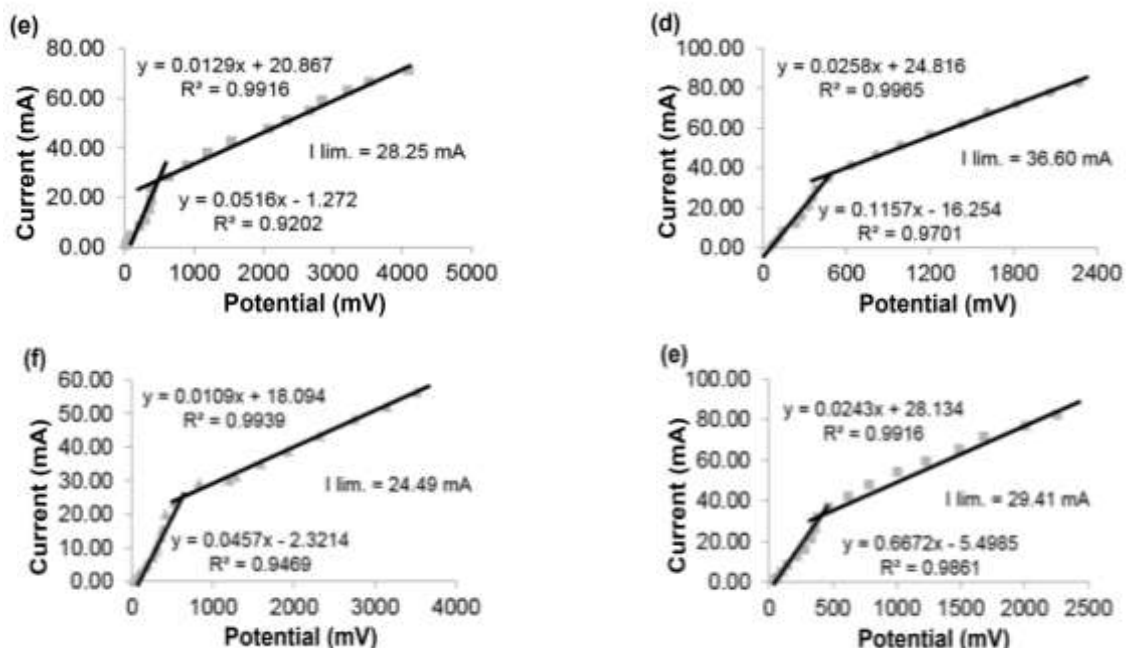 (e)
80.00
60.00
40.00
20.00
0.00
Current (mA)
y = 0.0129x + 20.867
R² = 0.9916
I lim. = 28.25 mA
y = 0.0516x - 1.272
R² = 0.9202
0 1000 2000 3000 4000 5000
Potential (mV)
(d)
100.00
80.00
60.00
40.00
20.00
0.00
Current (mA)
y = 0.0258x + 24.816
R² = 0.9965
I lim. = 36.60 mA
y = 0.1157x - 16.254
R² = 0.9701
0 600 1200 1800 2400
Potential (mV)
(f)
60.00
50.00
40.00
30.00
20.00
10.00
0.00
Current (mA)
y = 0.0109x + 18.094
R² = 0.9939
I lim. = 24.49 mA
y = 0.0457x - 2.3214
R² = 0.9469
0 1000 2000 3000 4000
Potential (mV)
(e)
100.00
80.00
60.00
40.00
20.00
0.00
Current (mA)
y = 0.0243x + 28.134
R² = 0.9916
I lim. = 29.41 mA
y = 0.6672x - 5.4985
R² = 0.9861
0 500 1000 1500 2000 2500
Potential (mV)